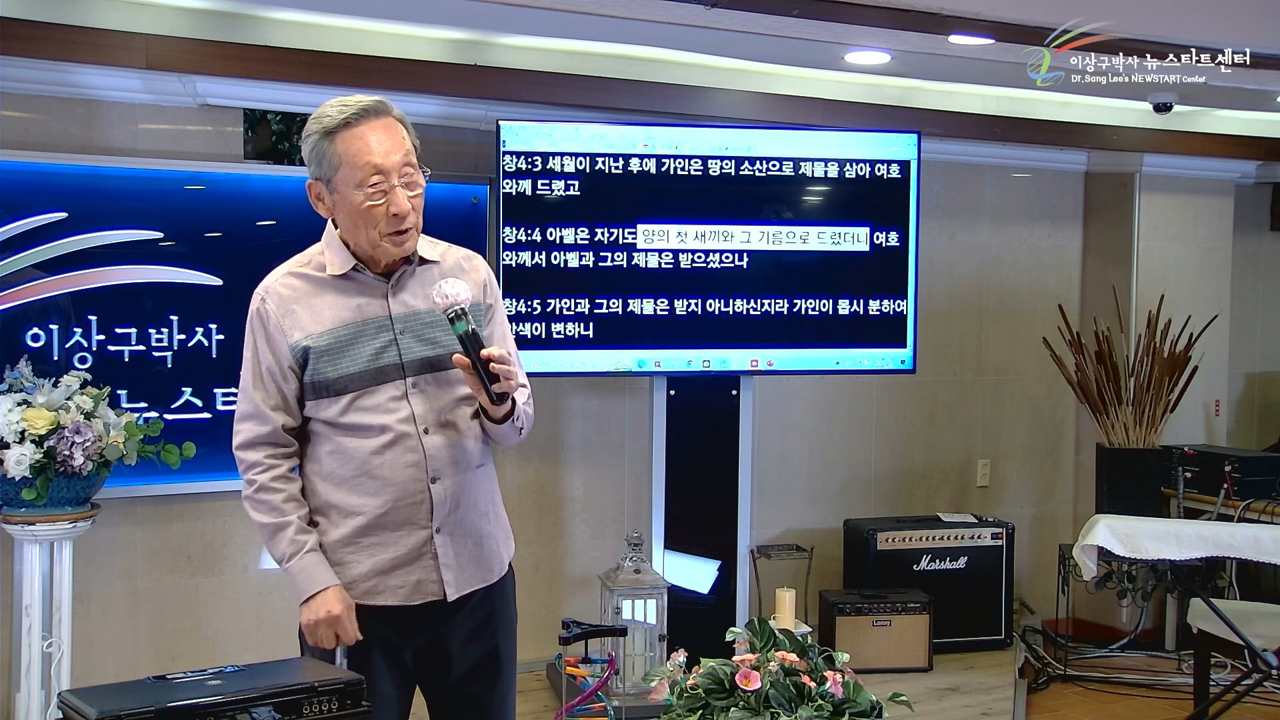 이상구박사 뉴스타트센터
Dr.Sang Lee's NEWSTART Center
창4:3 세월이 지난 후에 가인은 땅의 소산으로 제물을 삼아 여호
와께 드렸고
창4:4 아벨은 자기도 양의 첫 새끼와 그 기름으로 드렸더니 여호
와께서 아벨과 그의 제물은 받으셨으나
창4:5 가인과 그의 제물은 받지 아니하신지라 가인이 몹시 분하여
안색이 변하니
이상구박사
뉴스타
Marshall
Laney